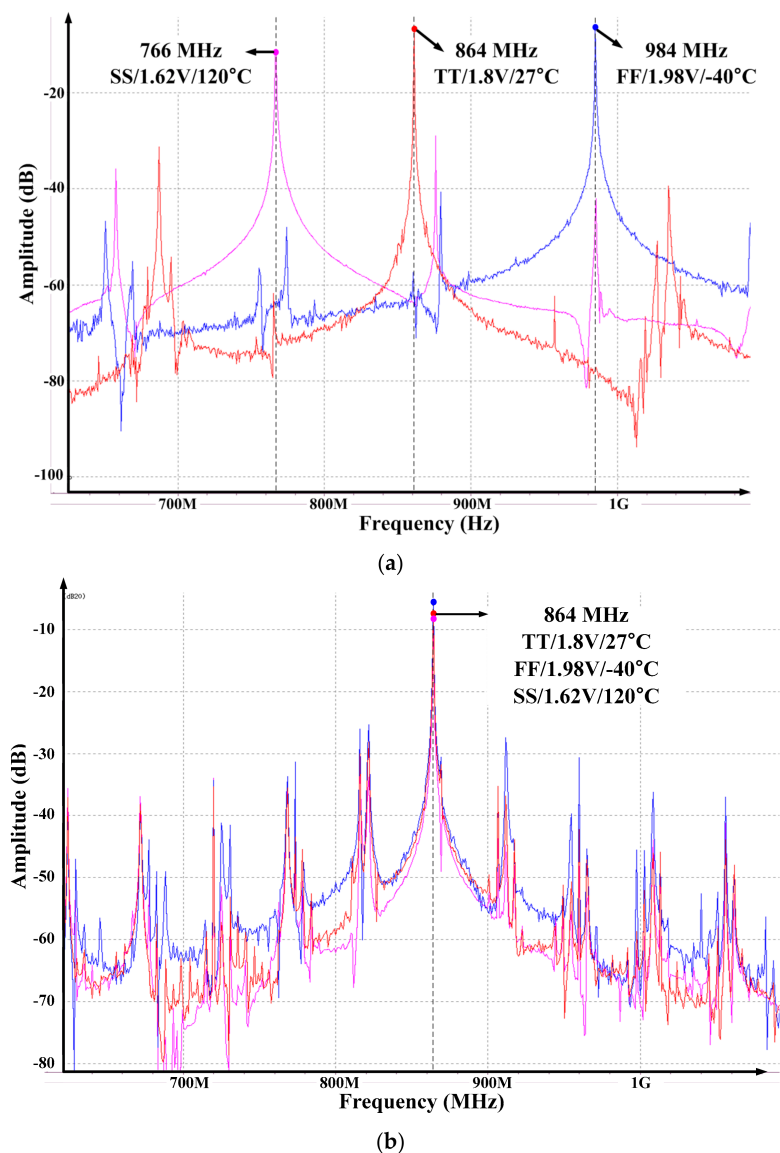 766 MHz
SS/1.62V/120°C
864 MHz
TT/1.8V/27°C
984 MHz
FF/1.98V/-40°C
Amplitude (dB)
-20
-40
-60
-80
-100
700M
800M
900M
1G
Frequency (Hz)
(a)
(dB20)
864 MHz
TT/1.8V/27°C
FF/1.98V/-40°C
SS/1.62V/120°C
Amplitude (dB)
-10
-20
-30
-40
-50
-60
-70
-80
700M
800M
900M
1G
Frequency (MHz)
(b)